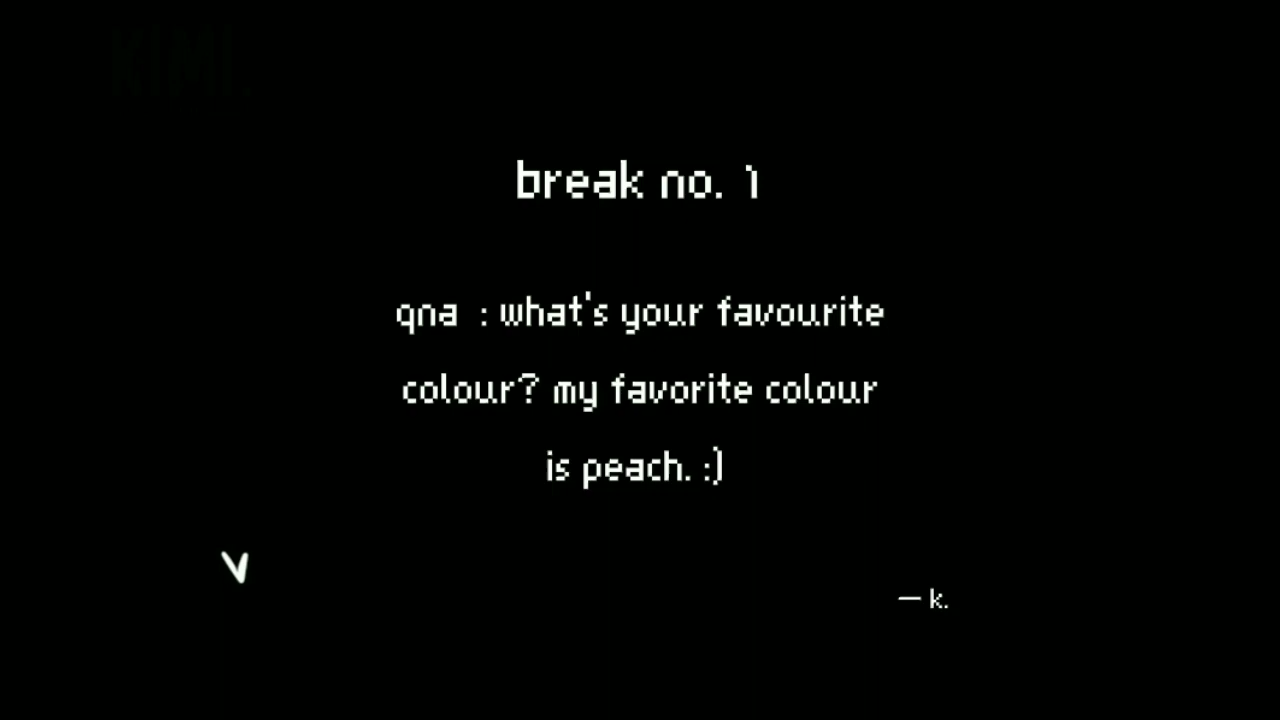 break no. 1
qna : what's your favourite
colour? my favorite colour
is peach. :)
v
— k.